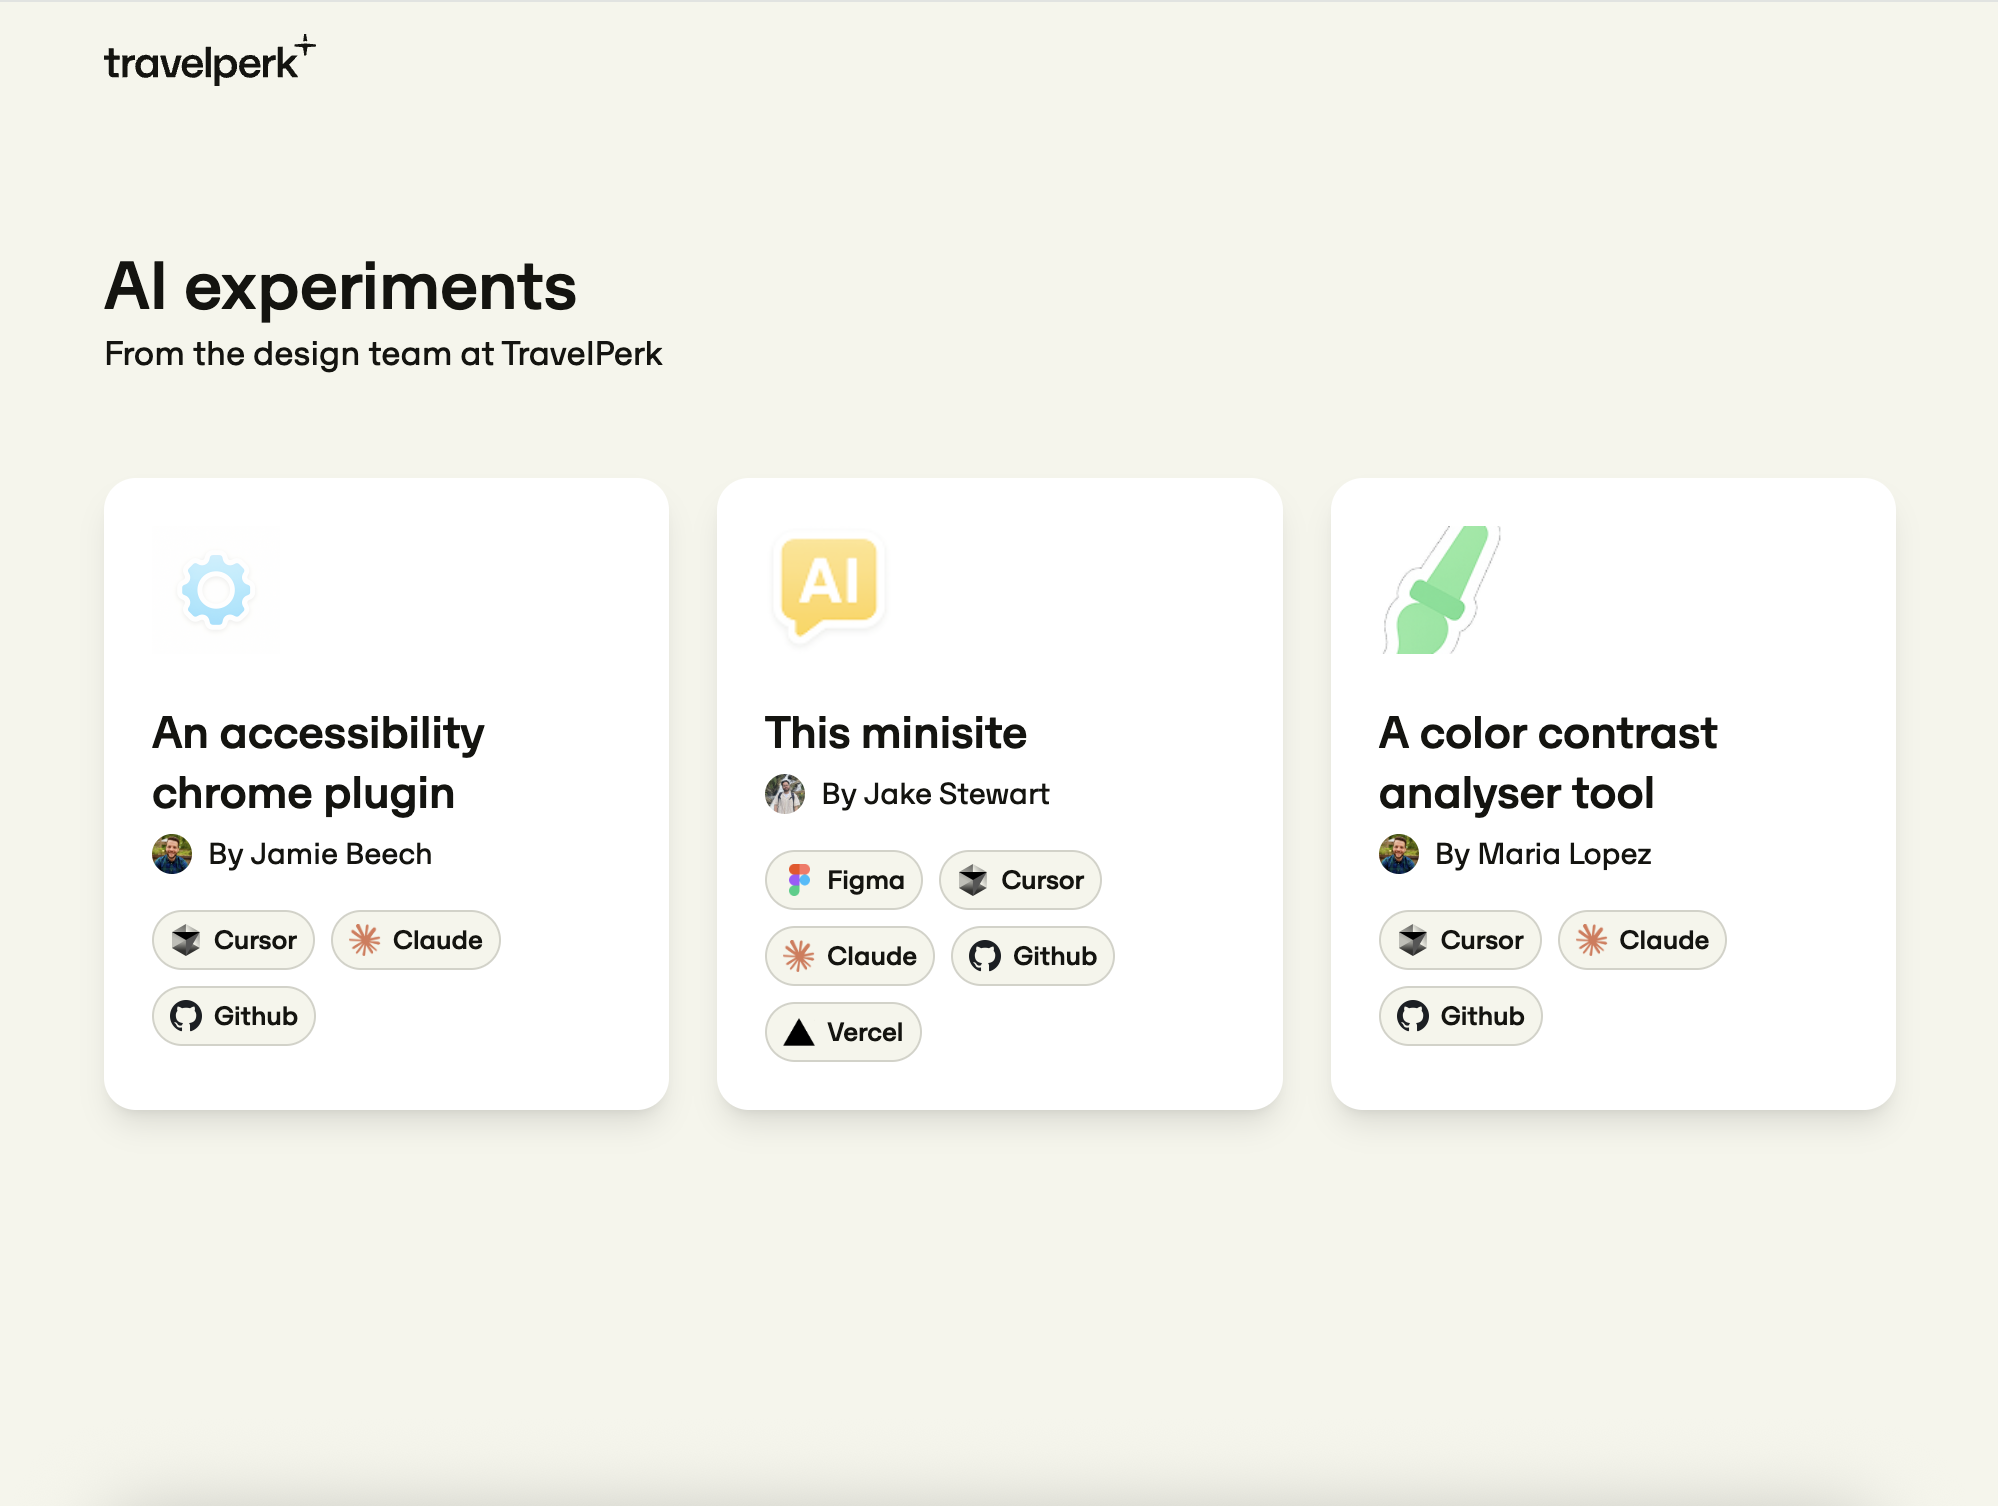 travelperk
AI experiments
From the design team at TravelPerk
AI
An accessibility
chrome plugin
By Jamie Beech
Cursor
Claude
Github
This minisite
By Jake Stewart
Figma
Cursor
Claude
Github
Vercel
A color contrast
analyser tool
By Maria Lopez
Cursor
Claude
Github